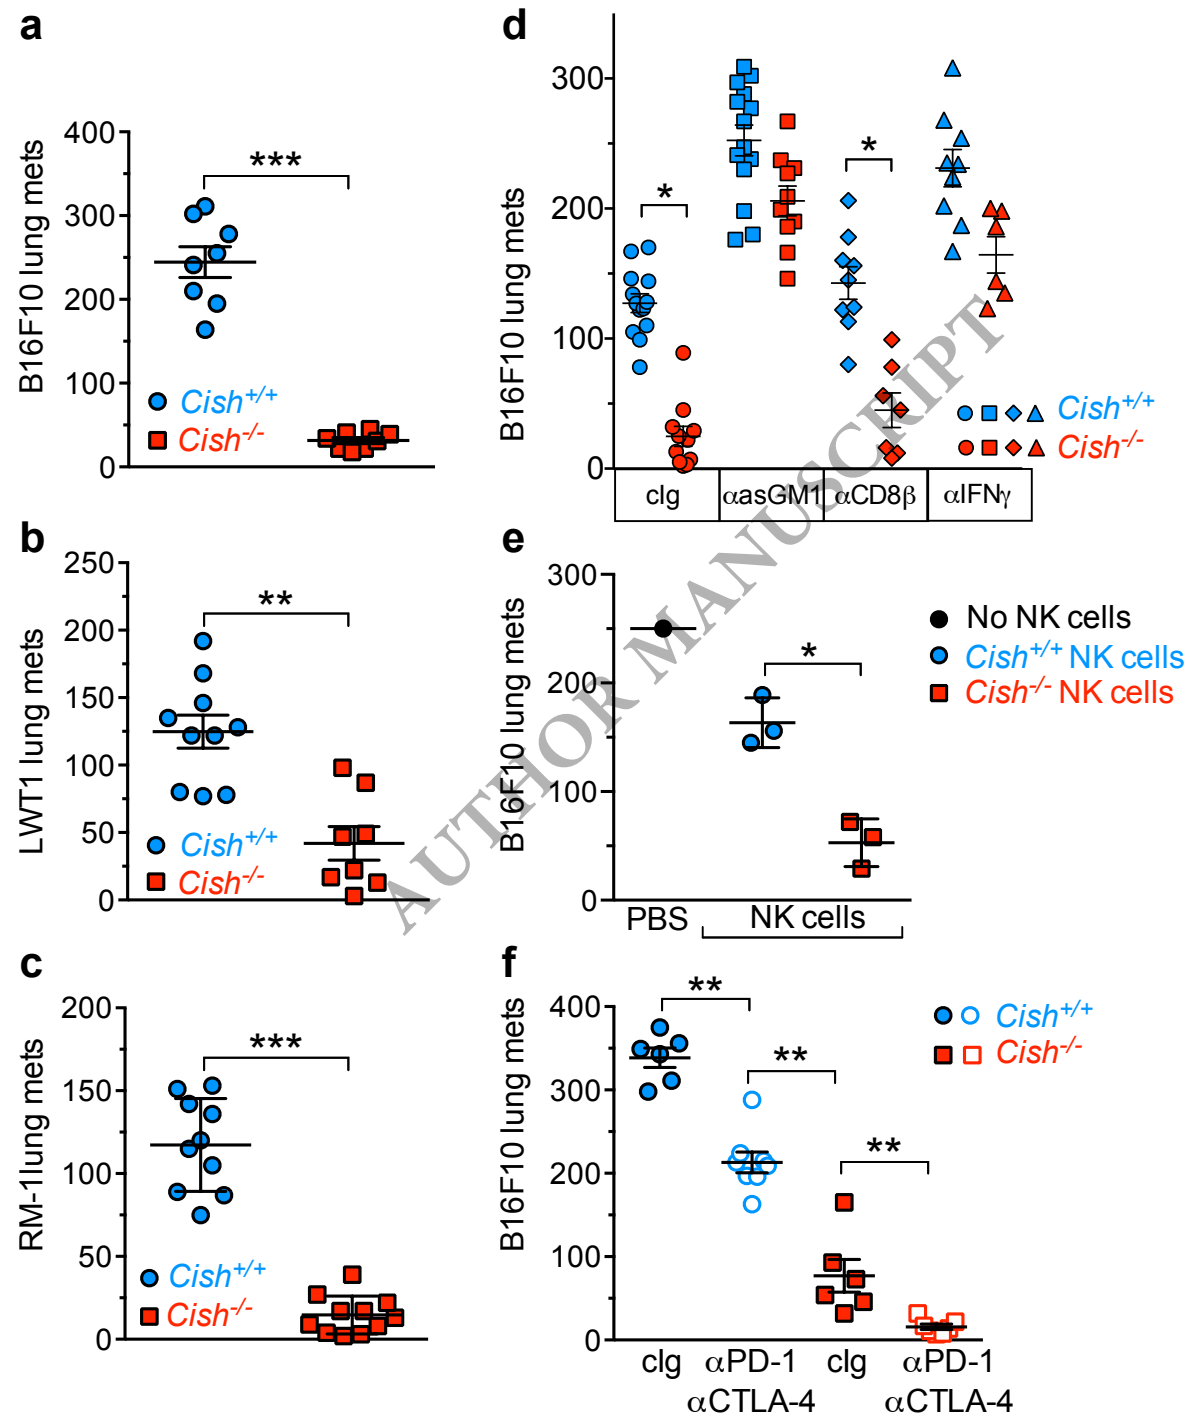 a
B16F10 lung mets
400
300
200
100
0
***
Cish+/+
Cish-/-
b
LWT1 lung mets
250
200
150
100
50
0
**
Cish+/+
Cish-/-
c
RM-1lung mets
200
150
100
50
0
***
Cish+/+
Cish-/-
d
B16F10 lung mets
300
200
100
0
*
*
Cish+/+
Cish-/-
cIg αasGM1 αCD8β αIFNγ
e
B16F10 lung mets
300
200
100
0
*
No NK cells
Cish+/+ NK cells
Cish-/- NK cells
PBS NK cells
f
B16F10 lung mets
400
300
200
100
0
**
**
**
Cish+/+
Cish-/-
cIg αPD-1 cIg αPD-1
αCTLA-4 αCTLA-4
AUTHOR MANUSCRIPT